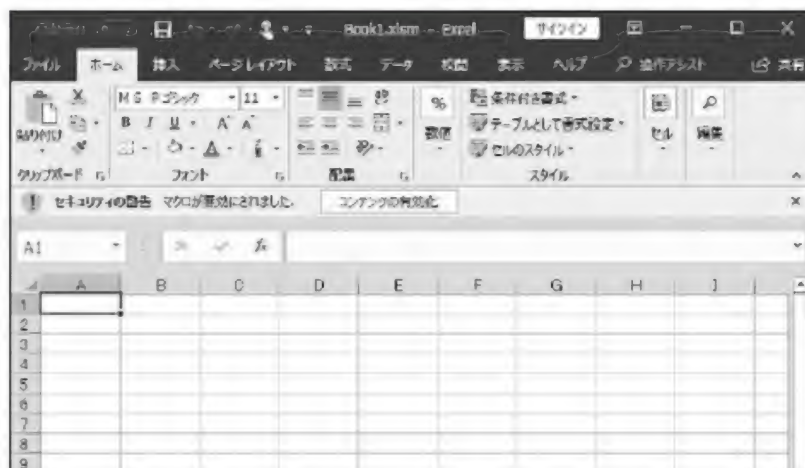 Book1.xlsm - Excel サインイン
ファイル ホーム 挿入 ページレイアウト 数式 データ 校閲 表示 ヘルプ 操作アシスト 共有
MS Pゴシック 11
B I U A A
% 条件付き書式
貼り付け 数値 テーブルとして書式設定 セル 編集
A セルのスタイル
クリップボード フォント 配置 スタイル
! セキュリティの警告 マクロが無効にされました。 コンテンツの有効化 ×
A1 fx
A B C D E F G H I
1
2
3
4
5
6
7
8
9